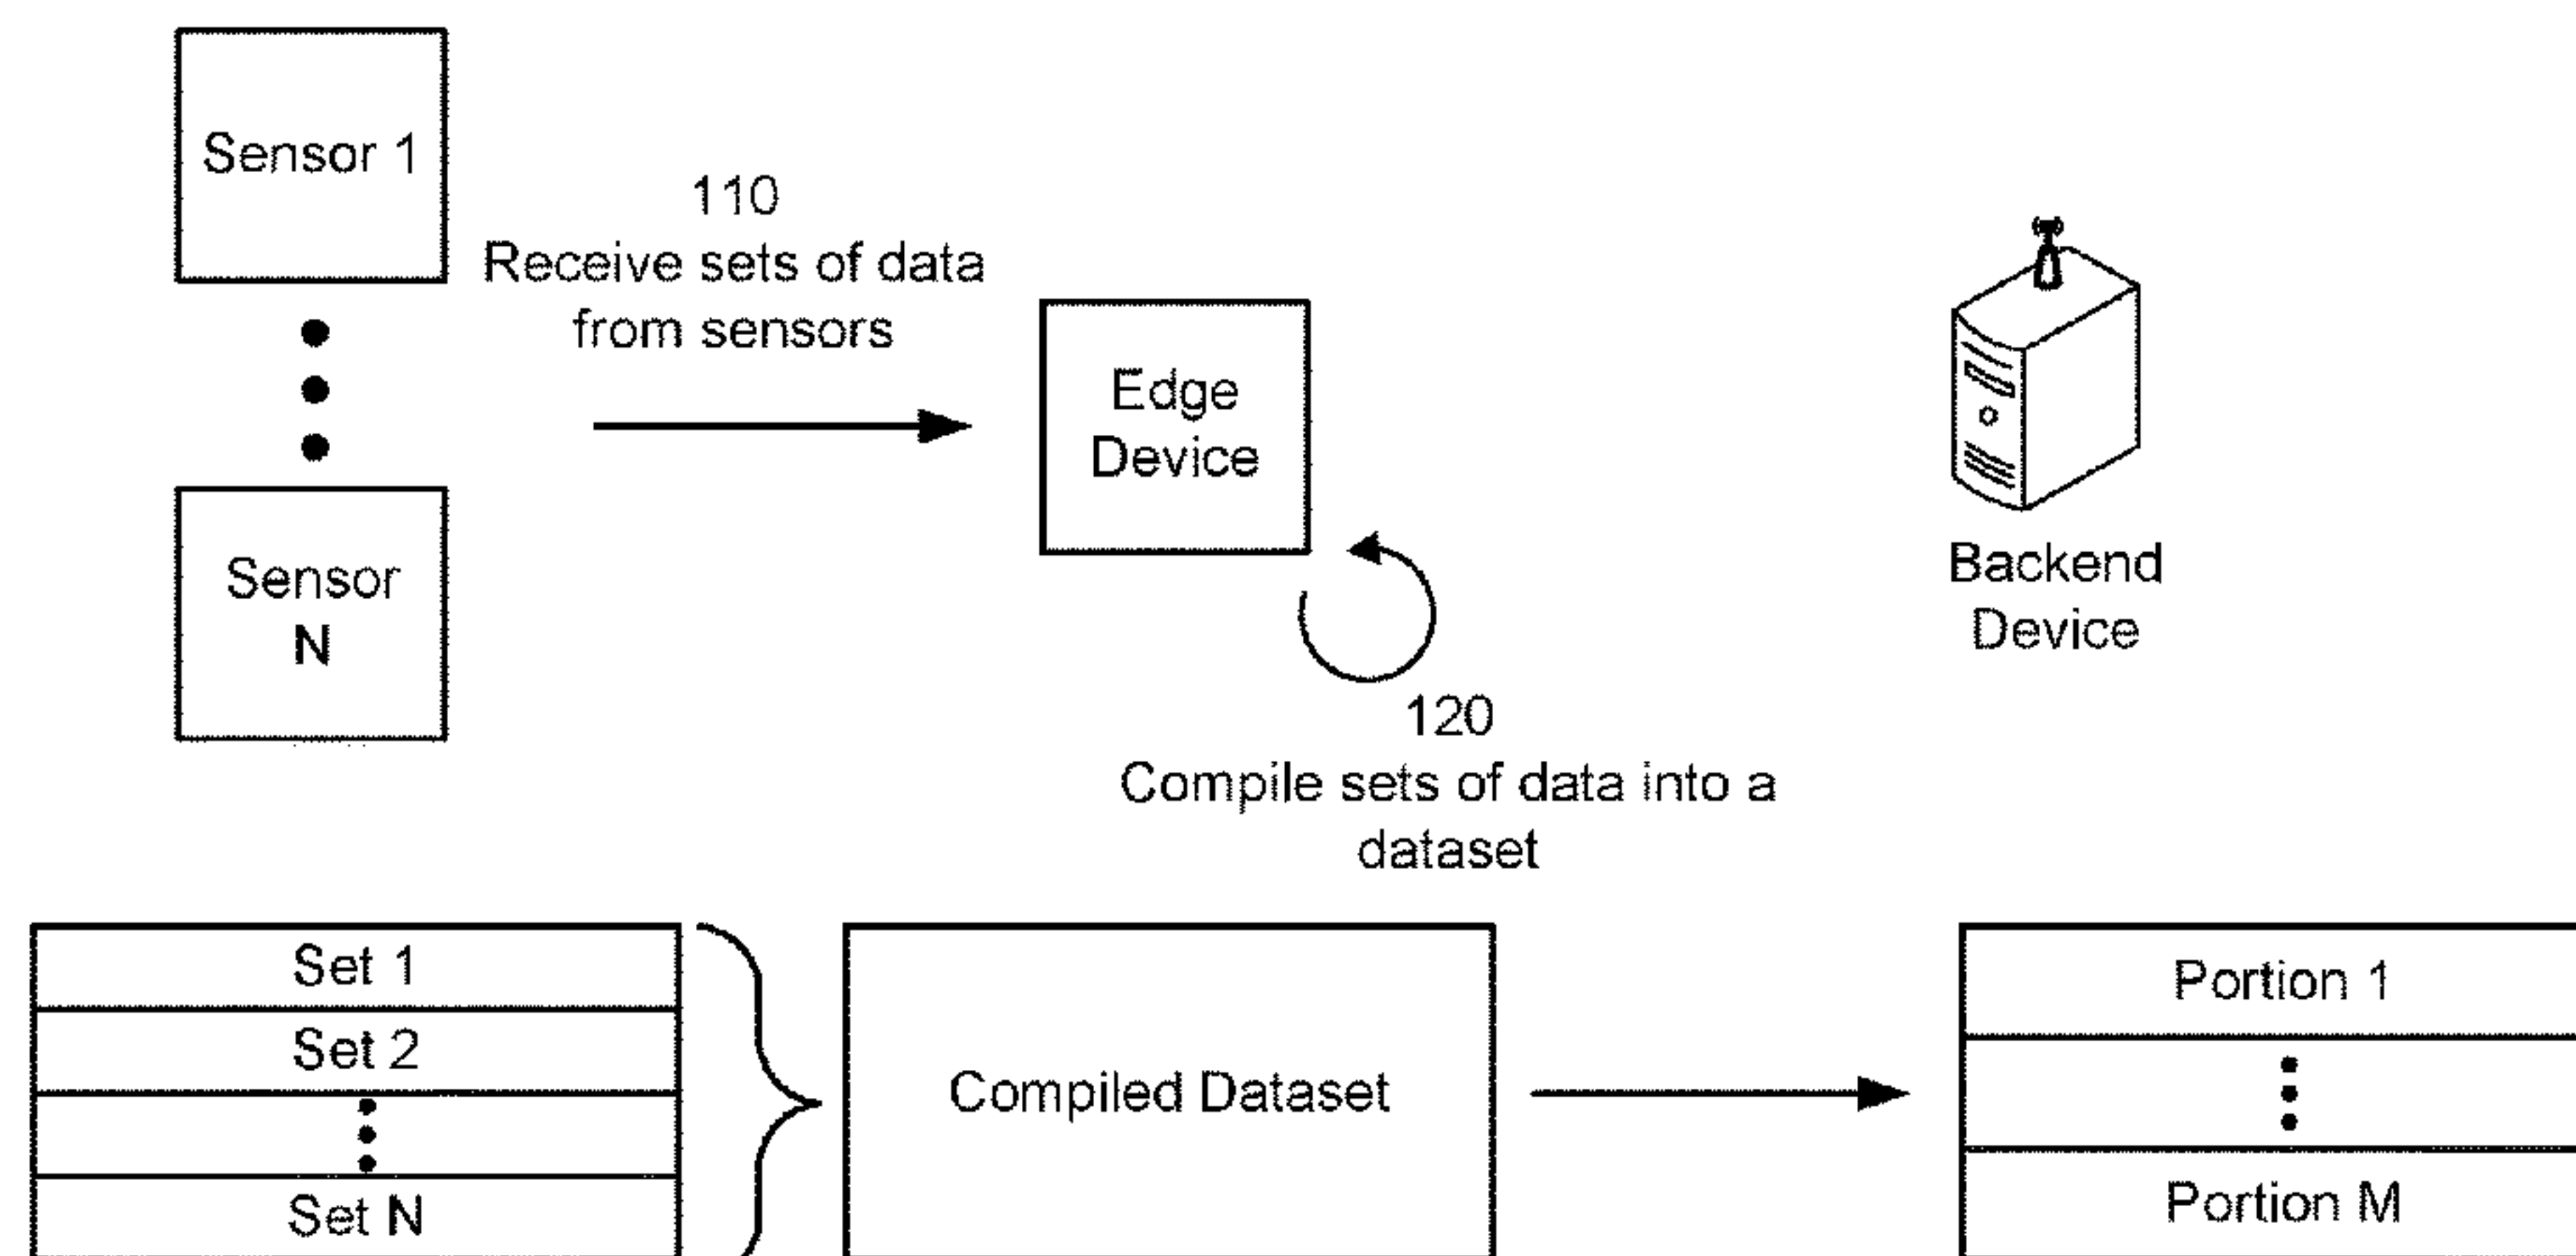 Sensor 1
110
Receive sets of data
from sensors
Edge
Device
Sensor
N
Backend
Device
120
Compile sets of data into a
dataset
Set 1
Set 2
Set N
Compiled Dataset
Portion 1
Portion M